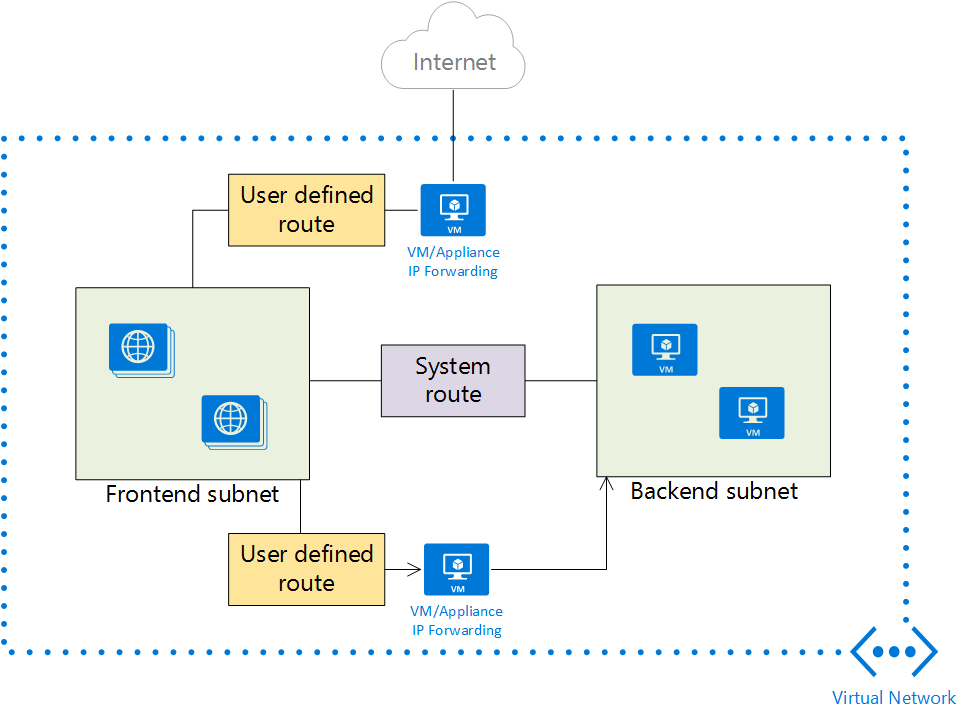 Internet
User defined
route
VM
VM/Appliance
IP Forwarding
System
route
VM
VM
Frontend subnet
Backend subnet
User defined
route
VM
VM/Appliance
IP Forwarding
Virtual Network